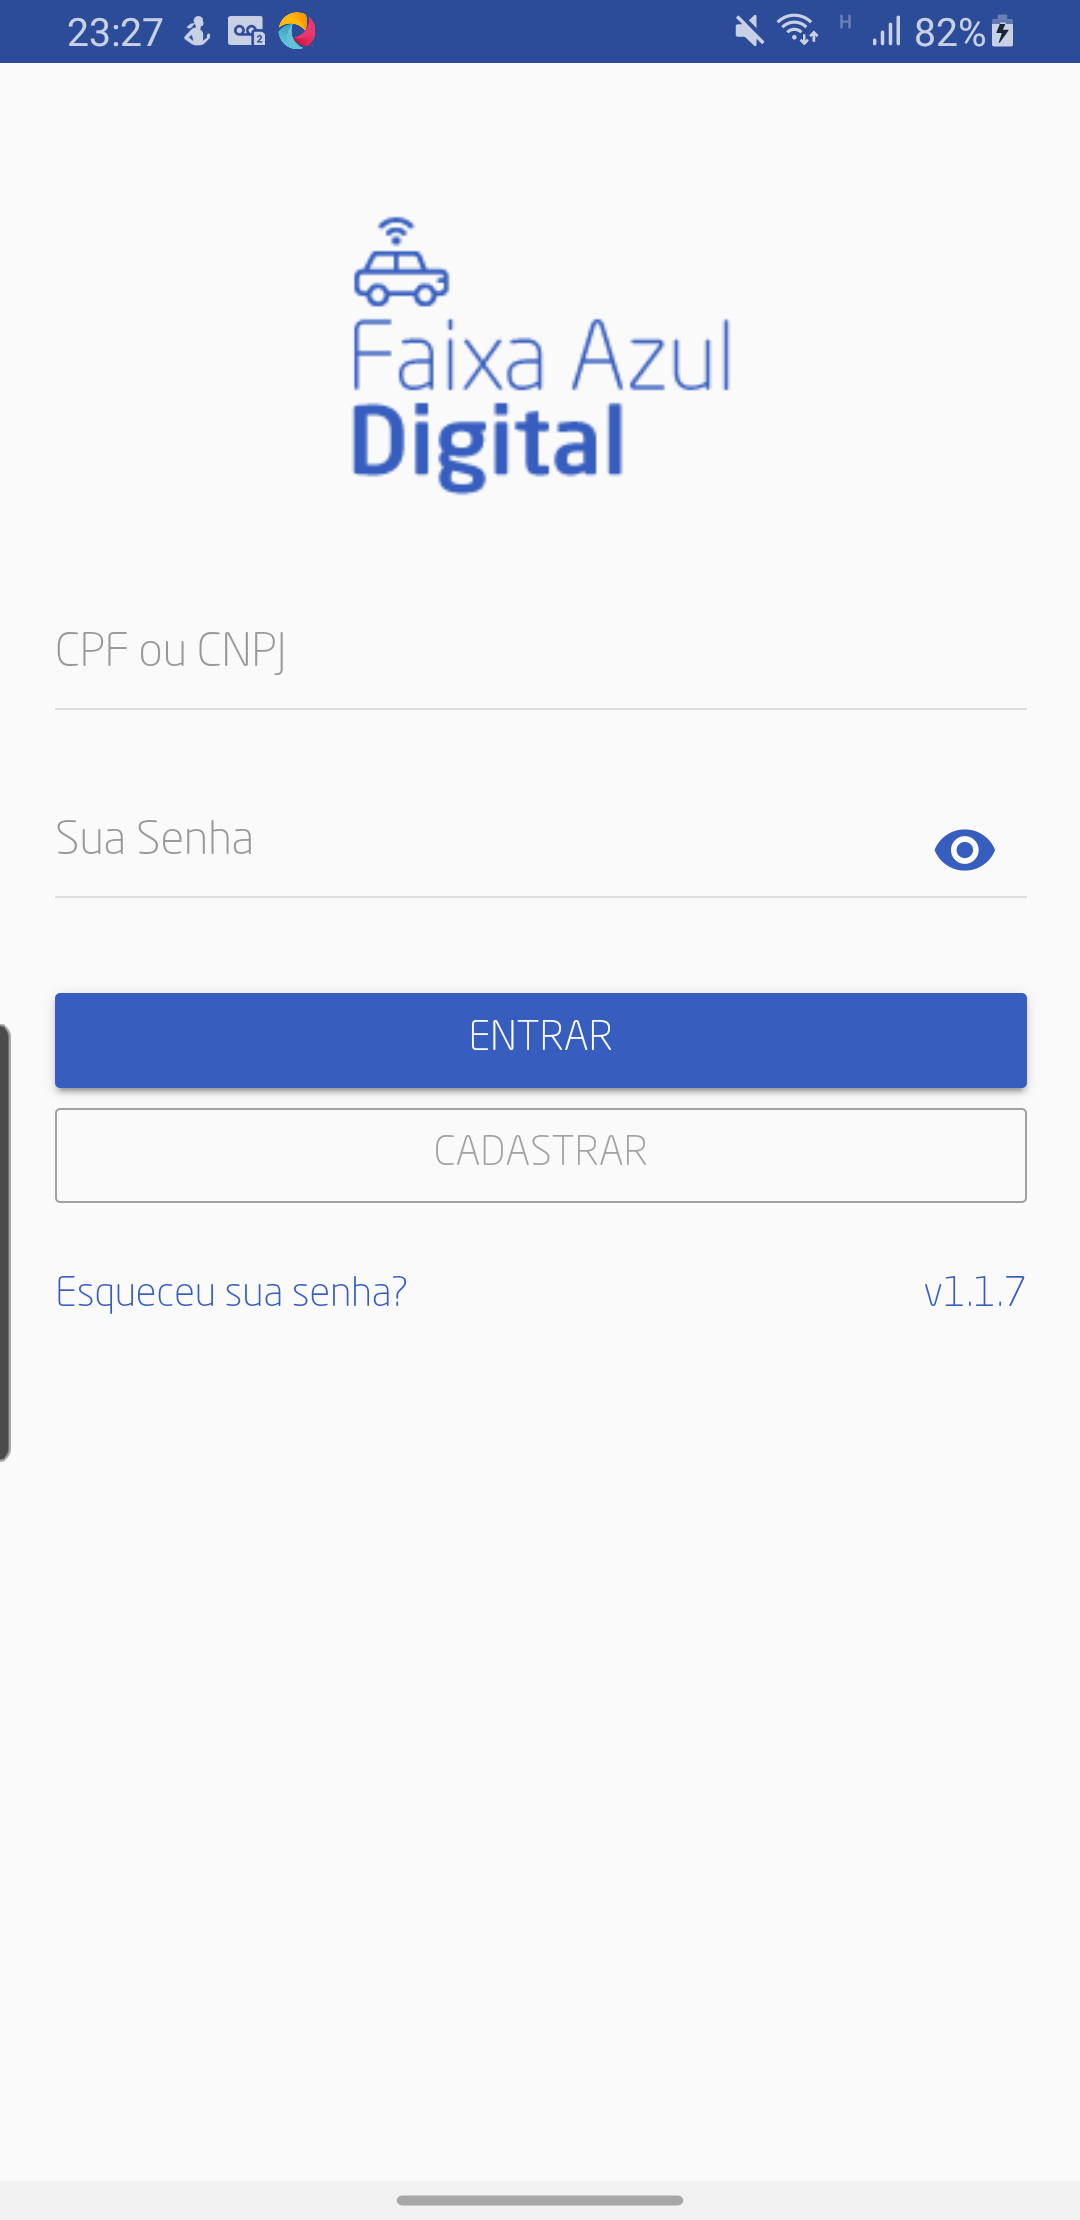 23:27 2 H 82%
Faixa Azul
Digital
CPF ou CNPJ
Sua Senha
ENTRAR
CADASTRAR
Esqueceu sua senha? v1.1.7